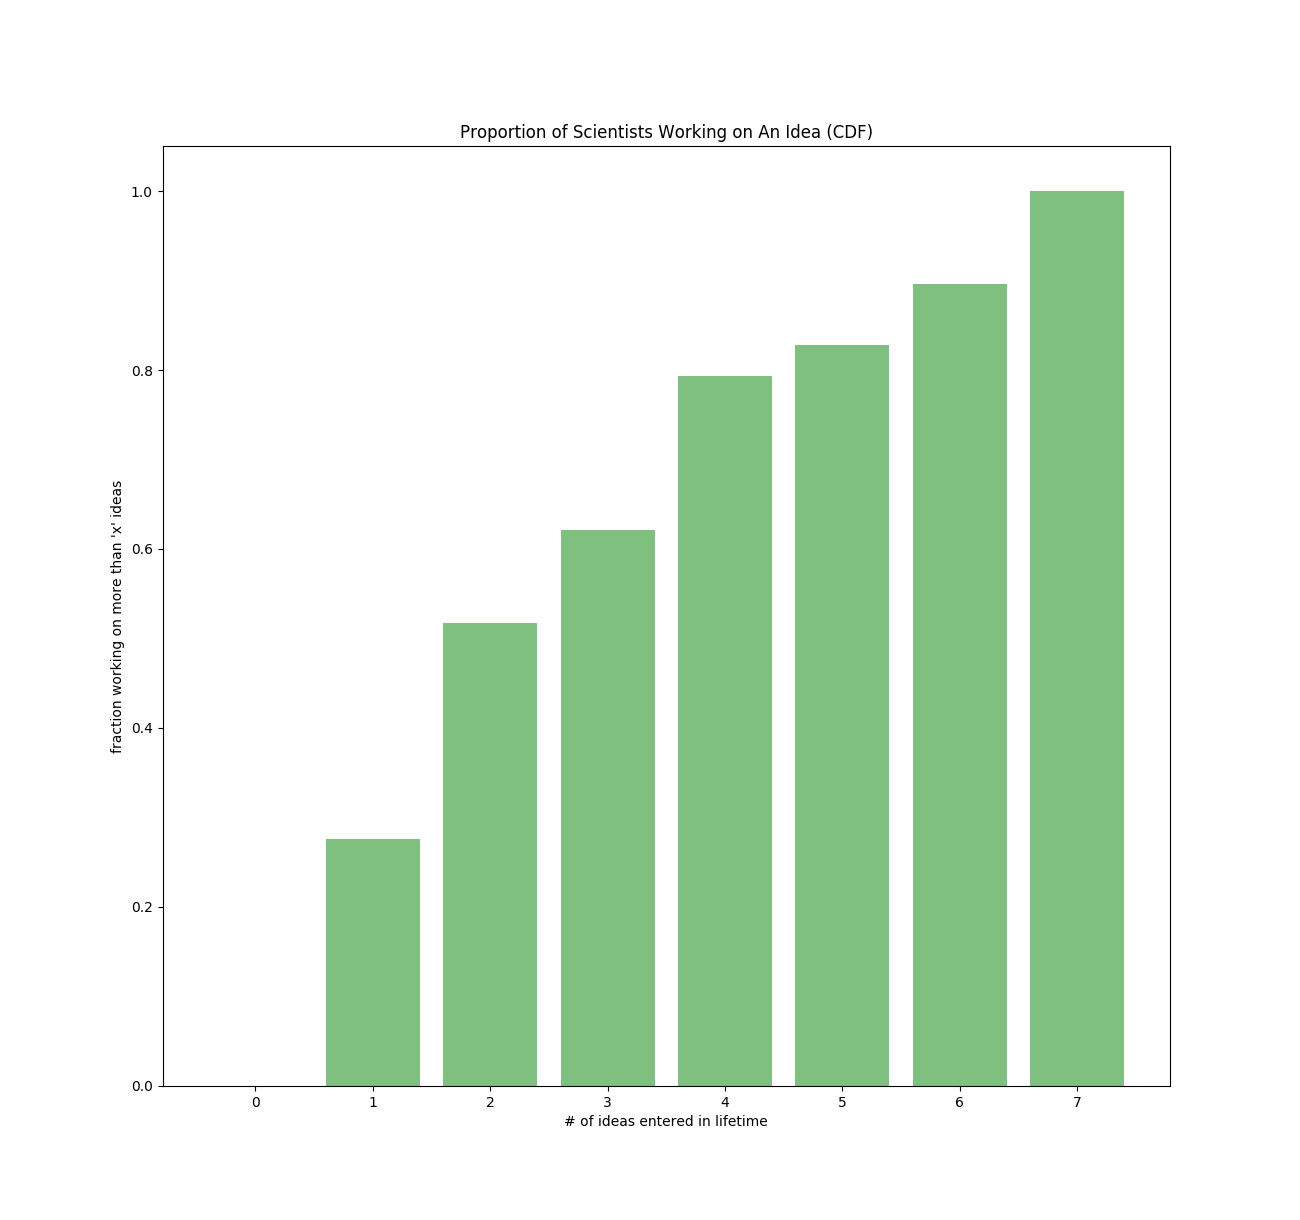 Proportion of Scientists Working on An Idea (CDF)
1.0
0.8
0.6
0.4
0.2
0.0
fraction working on more than 'x' ideas
0 1 2 3 4 5 6 7
# of ideas entered in lifetime